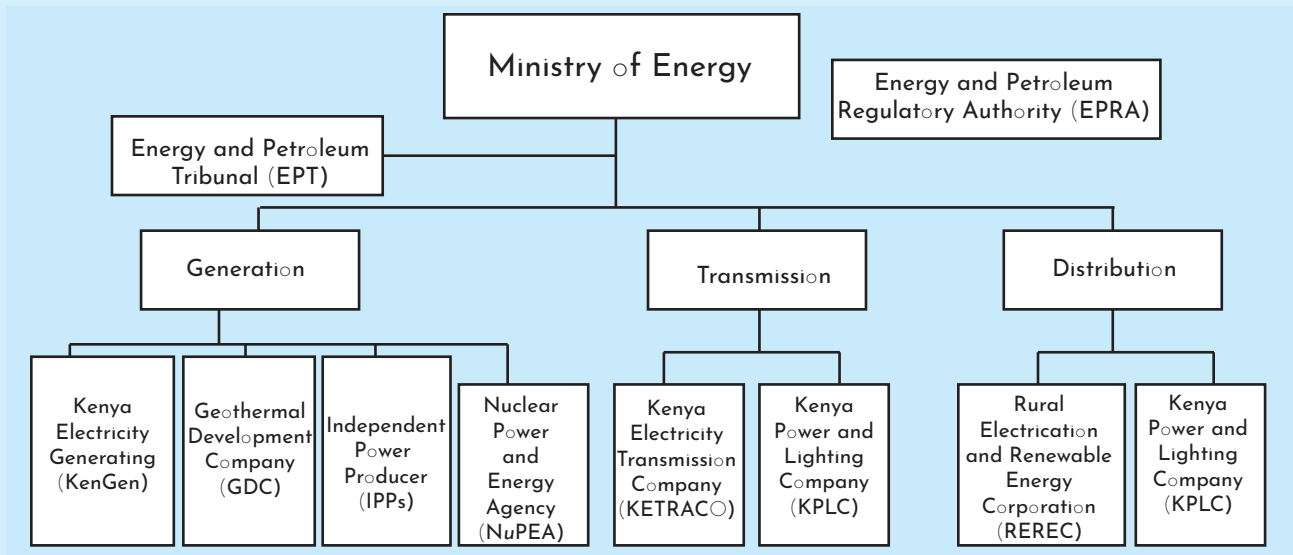 Ministry of Energy
Energy and Petroleum
Regulatory Authority (EPRA)
Energy and Petroleum
Tribunal (EPT)
Generation
Transmission
Distribution
Kenya
Electricity
Generating
(KenGen)
Geothermal
Development
Company
(GDC)
Independent
Power
Power
Producer
(IPPs)
Nuclear
Power
and
Energy
Agency
(NuPEA)
Kenya
Electricity
Transmission
Company
(KETRACO)
Kenya
Power and
Lighting
Company
(KPLC)
Rural
Electrication
and Renewable
Energy
Corporation
(REREC)
Kenya
Power and
Lighting
Company
(KPLC)